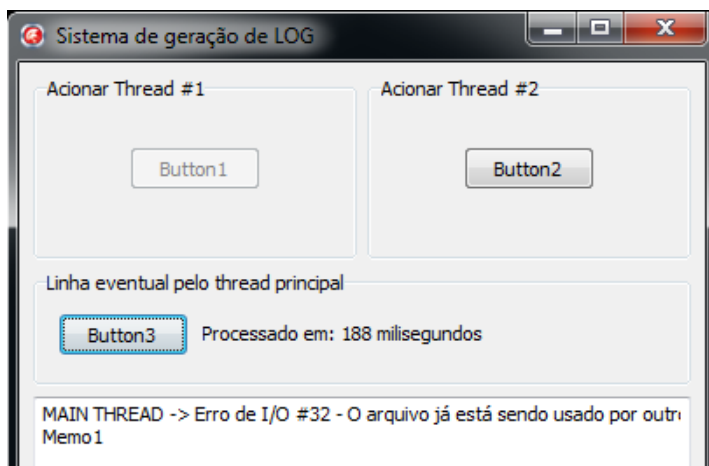 Sistema de geração de LOG
Acionar Thread #1
Acionar Thread #2
Button1
Button2
Linha eventual pelo thread principal
Button3
Processado em: 188 milisegundos
MAIN THREAD -> Erro de I/O #32 - O arquivo já está sendo usado por
Memo1